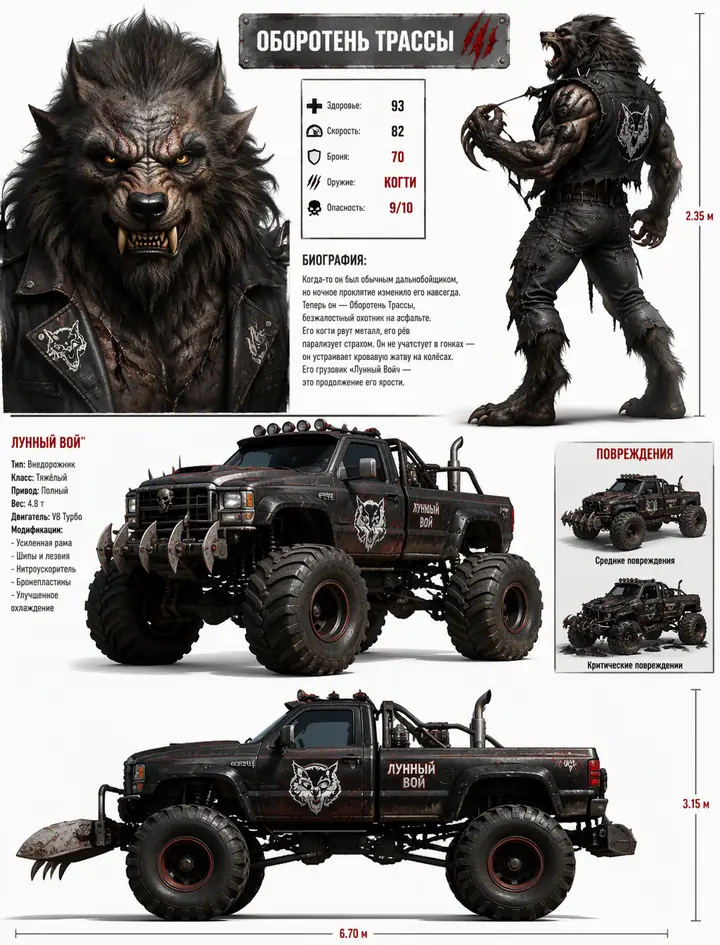 ОБОРОТЕНЬ ТРАССЫ
Здоровье: 93
Скорость: 82
Броня: 70
Оружие: КОГТИ
Опасность: 9/10
2.35 м
БИОГРАФИЯ:
Когда-то он был обычным дальнобойщиком,
но ночное проклятие изменило его навсегда.
Теперь он — Оборотень Трассы,
безжалостный охотник на асфальте.
Его когти рвут металл, его рёв
парализует страхом. Он не участсует в гонках —
он устраивает кровавую жатву на колёсах.
Его грузовик «Лунный Войч —
это продолжение его ярости.
ЛУННЫЙ ВОЙ"
Тип: Внедорожник
Класс: Тяжёлый
Привод: Полный
Вес: 4.8 т
Двигатель: V8 Турбо
Модификации:
- Усиленная рама
- Шипы и лезвия
- Нитроускоритель
- Бронепластины
- Улучшенное
охлаждение
ЛУННЫЙ
ВОЙ
ПОВРЕЖДЕНИЯ
Средние повреждения
Критические повреждении
ЛУННЫЙ
ВОЙ
3.15 м
6.70 м